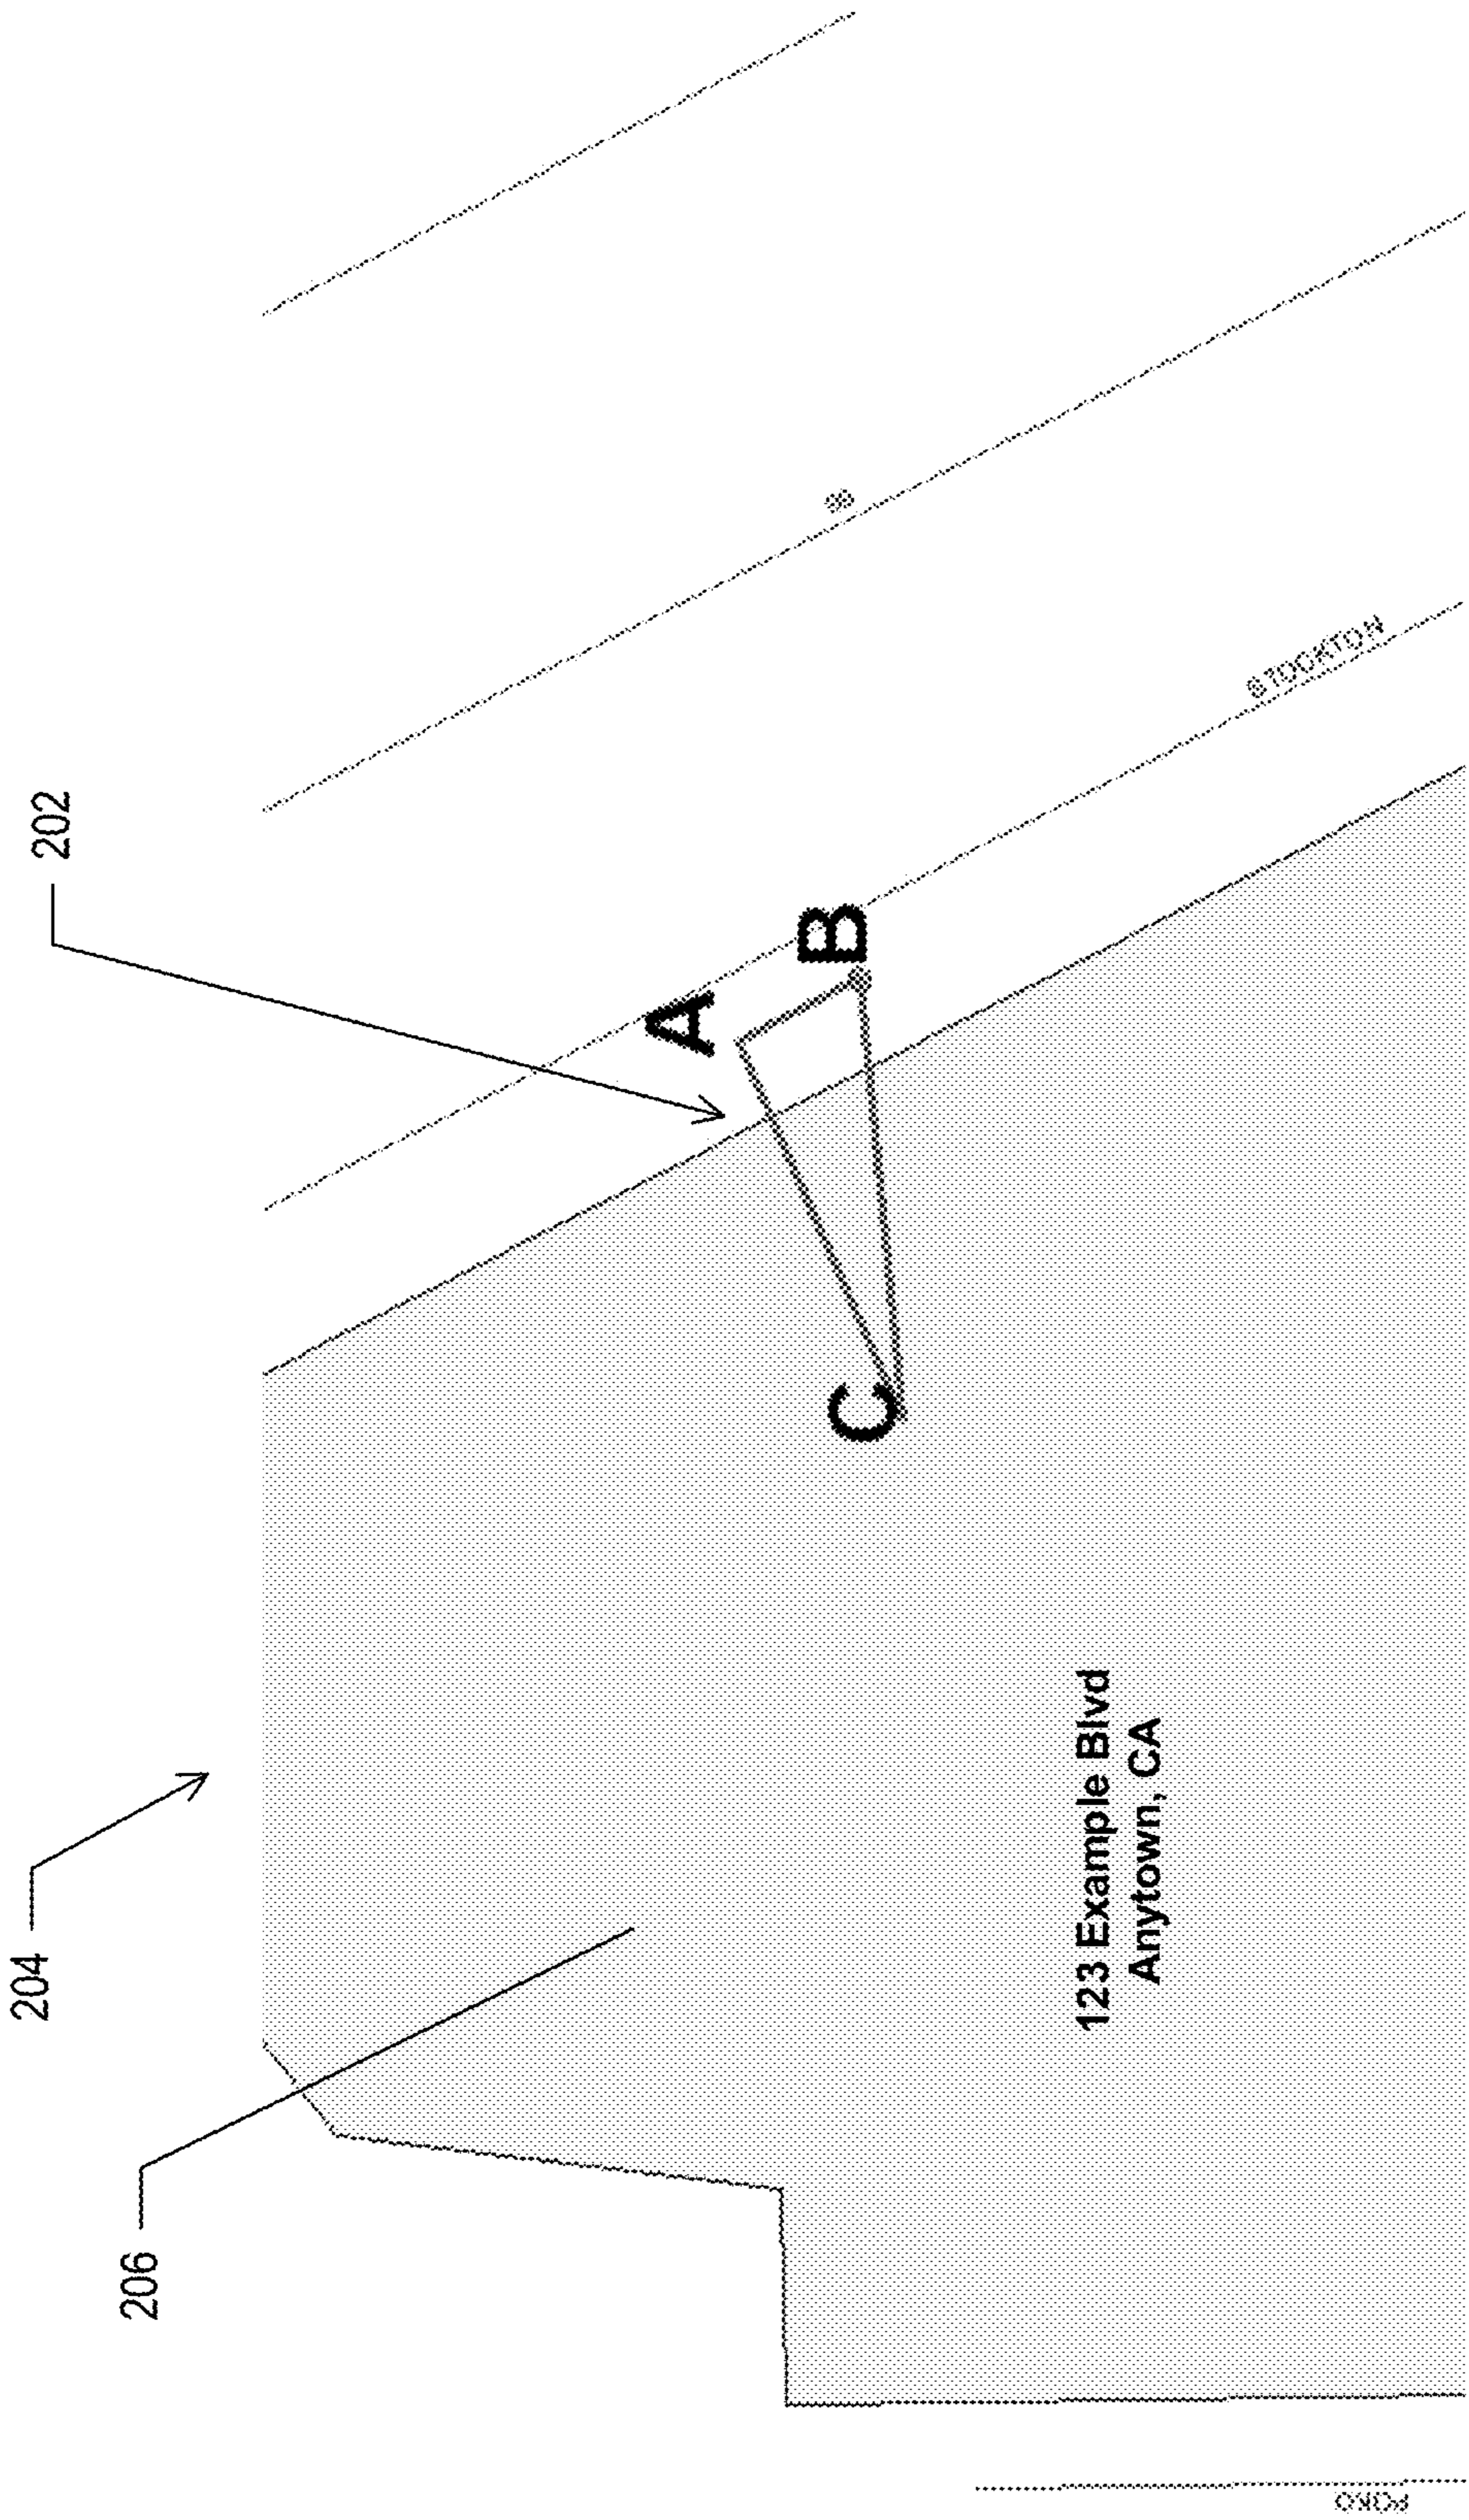 204
202
206
A
B
C
STOCKTON
123 Example Blvd
Anytown, CA